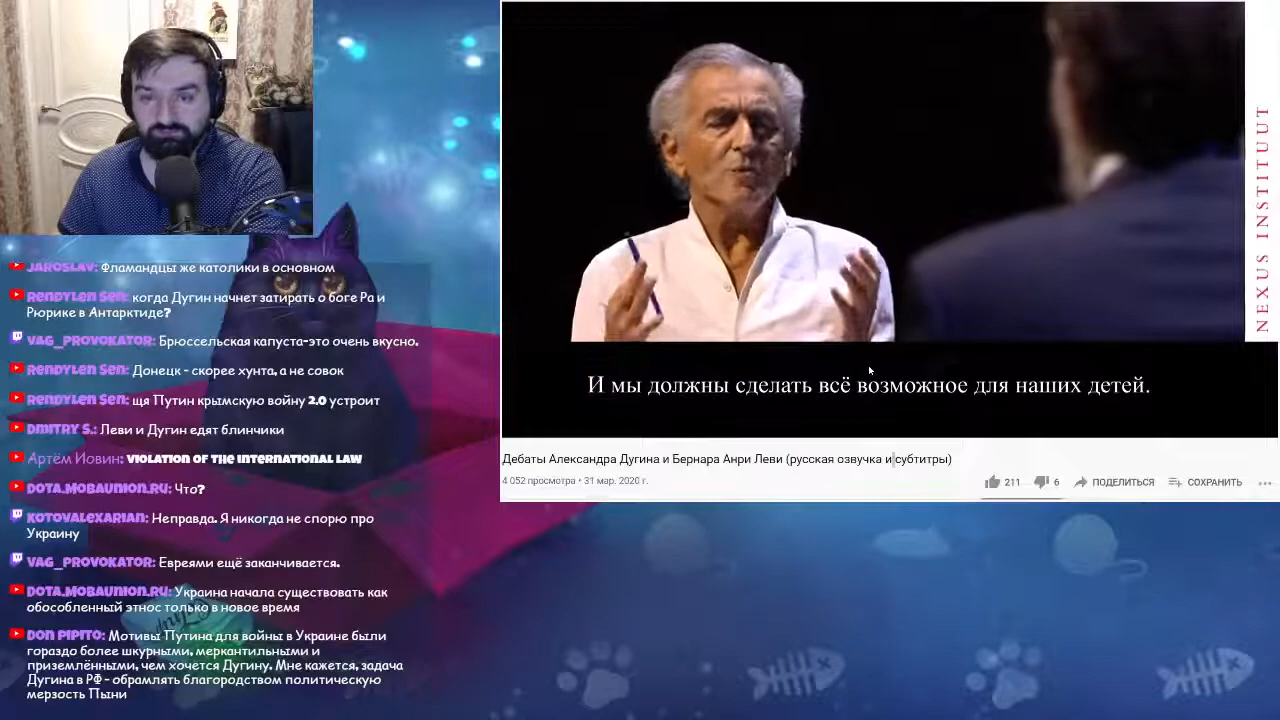 JAROSLAV: Фламандцы же католики в основном
RENDYLEN SEN: когда Дугин начнет затирать о боге Ра и
Рюрике в Антарктиде?
VAG_PROVOKATOR: Брюссельская капуста-это очень вкусно.
RENDYLEN SEN: Донецк - скорее хунта, а не совок
RENDYLEN SEN: щя Путин крымскую войну 2.0 устроит
DMITRY S.: Леви и Дугин едят блинчики
Артём Иовин: VIOLATION OF THE INTERNATIONAL LAW
DOTA.MOBAUNION.RU: Что?
KOTOVALEXARIAN: Неправда. Я никогда не спорю про
Украину
VAG_PROVOKATOR: Евреями ещё заканчивается.
DOTA.MOBAUNION.RU: Украина начала существовать как
обособленный этнос только в новое время
DON PIPITO: Мотивы Путина для войны в Украине были
гораздо более шкурными, меркантильными и
приземлёнными, чем хочется Дугину. Мне кажется, задача
Дугина в РФ - обрамлять благородством политическую
мерзость Пыни
NEXUS INSTITUUT
И мы должны сделать всё возможное для наших детей.
Дебаты Александра Дугина и Бернара Анри Леви (русская озвучка и субтитры)
4 052 просмотра • 31 мар. 2020 г.
211
6
ПОДЕЛИТЬСЯ
СОХРАНИТЬ